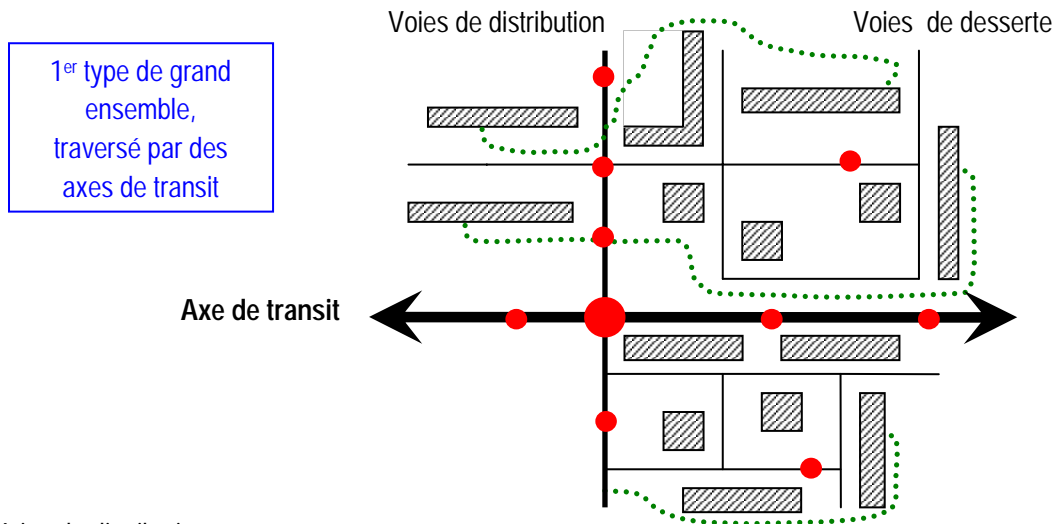 Voies de distribution
Voies de desserte
1er type de grand
ensemble,
traversé par des
axes de transit
Axe de transit